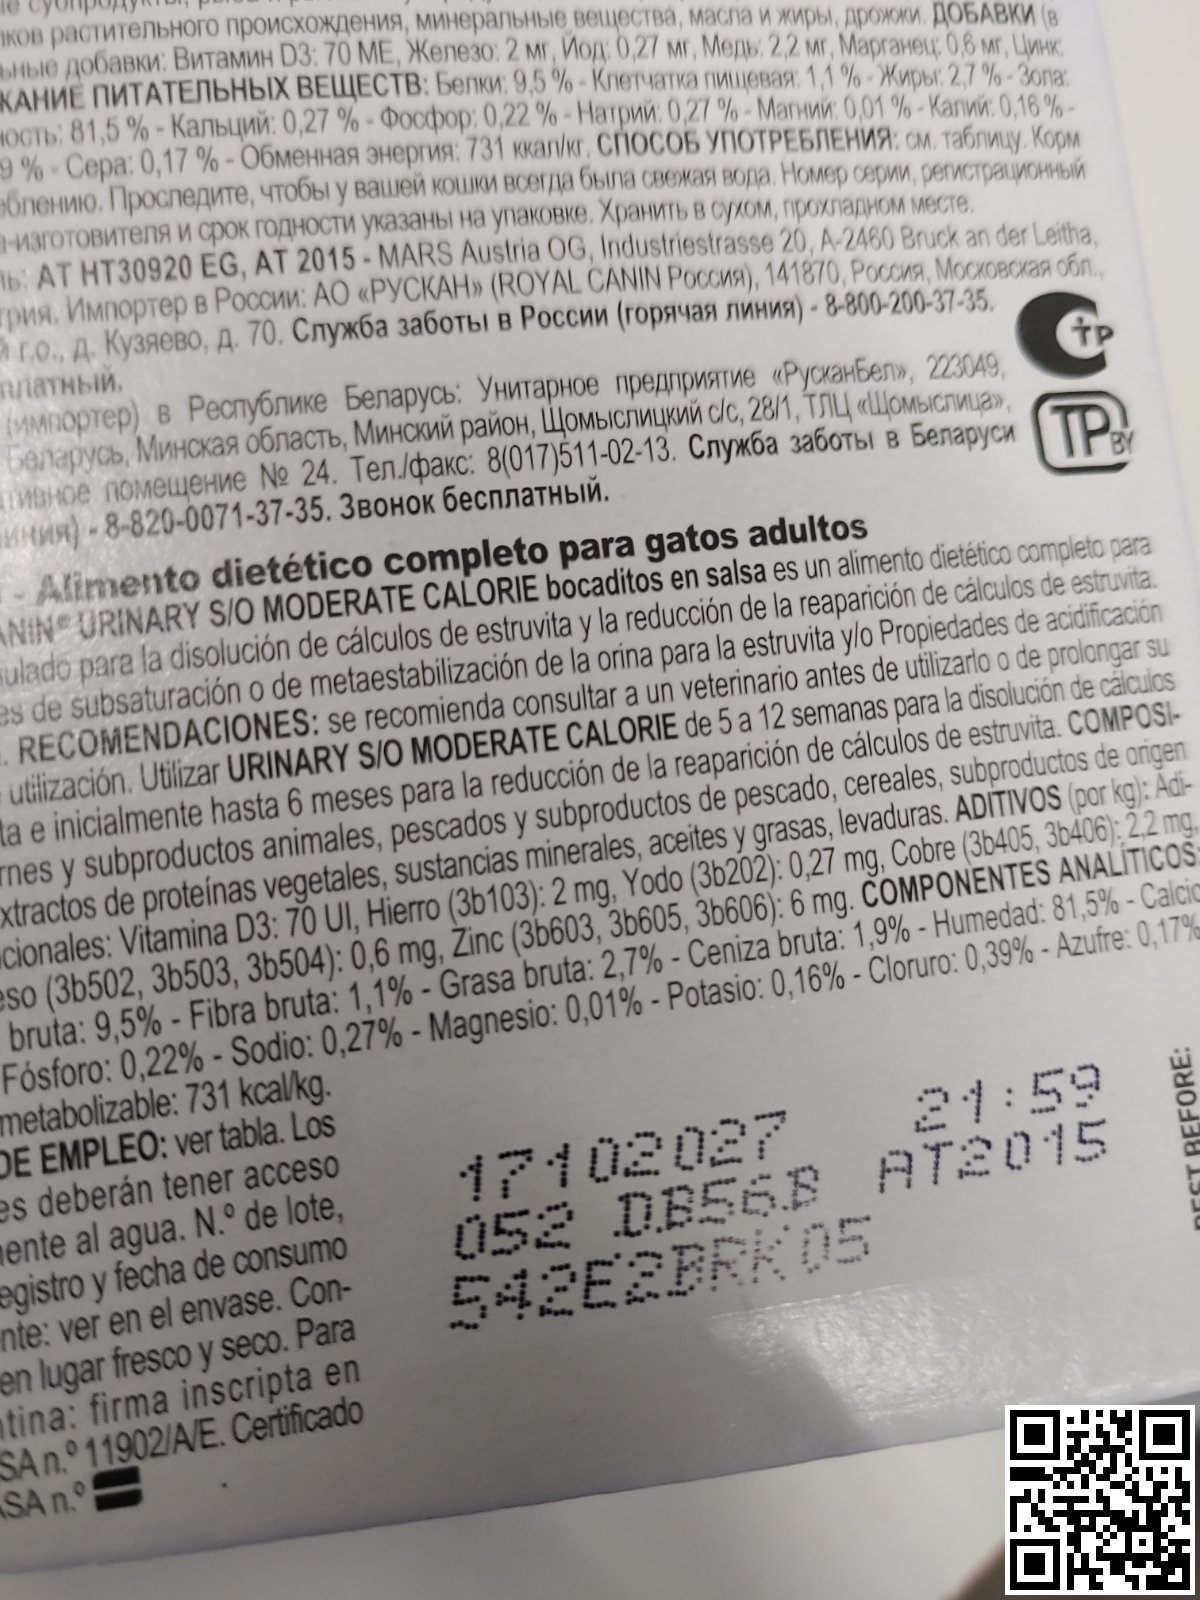 субпродукты, рыба и
ков растительного происхождения, минеральные вещества, масла и жиры, дрожжи. ДОБАВКИ (в
ьные добавки: Витамин D3: 70 МЕ, Железо: 2 мг, Йод: 0,27 мг, Медь: 2,2 мг, Марганец: 0,6 мг, Цинк:
ЖАНИЕ ПИТАТЕЛЬНЫХ ВЕЩЕСТВ: Белки: 9,5 % - Клетчатка пищевая: 1,1 % - Жиры: 2,7 % - Зола:
ность: 81,5 % - Кальций: 0,27 % - Фосфор: 0,22 % - Натрий: 0,27 % - Магний: 0,01 % - Калий: 0,16 % -
9 % - Сера: 0,17 % - Обменная энергия: 731 ккал/кг. СПОСОБ УПОТРЕБЛЕНИЯ: см. таблицу. Корм
еблению. Проследите, чтобы у вашей кошки всегда была свежая вода. Номер серии, регистрационный
а-изготовителя и срок годности указаны на упаковке. Хранить в сухом, прохладном месте.
ль: AT HT30920 EG, AT 2015 - MARS Austria OG, Industriestrasse 20, A-2460 Bruck an der Leitha,
трия. Импортер в России: АО «РУСКАН» (ROYAL CANIN Россия), 141870, Россия, Московская обл.,
й г.о., д. Кузяево, д. 70. Служба заботы в России (горячая линия) - 8-800-200-37-35.
платный.
(импортер) в Республике Беларусь: Унитарное предприятие «РусканБел», 223049,
Беларусь, Минская область, Минский район, Щомыслицкий с/с, 28/1, ТЛЦ «Щомыслица»,
тивное помещение № 24. Тел./факс: 8(017)511-02-13. Служба заботы в Беларуси
линия) - 8-820-0071-37-35. Звонок бесплатный.
СТР
TP BY
- Alimento dietético completo para gatos adultos
ANIN® URINARY S/O MODERATE CALORIE bocaditos en salsa es un alimento dietético completo para
ulado para la disolución de cálculos de estruvita y la reducción de la reaparición de cálculos de estruvita.
es de subsaturación o de metaestabilización de la orina para la estruvita y/o Propiedades de acidificación
. RECOMENDACIONES: se recomienda consultar a un veterinario antes de utilizarlo o de prolongar su
utilización. Utilizar URINARY S/O MODERATE CALORIE de 5 a 12 semanas para la disolución de cálculos
ta e inicialmente hasta 6 meses para la reducción de la reaparición de cálculos de estruvita. COMPOSI-
rnes y subproductos animales, pescados y subproductos de pescado, cereales, subproductos de origen
xtractos de proteínas vegetales, sustancias minerales, aceites y grasas, levaduras. ADITIVOS (por kg): Adi-
cionales: Vitamina D3: 70 UI, Hierro (3b103): 2 mg, Yodo (3b202): 0,27 mg, Cobre (3b405, 3b406): 2,2 mg,
eso (3b502, 3b503, 3b504): 0,6 mg, Zinc (3b603, 3b605, 3b606): 6 mg. COMPONENTES ANALÍTICOS:
bruta: 9,5% - Fibra bruta: 1,1% - Grasa bruta: 2,7% - Ceniza bruta: 1,9% - Humedad: 81,5% - Calcio
Fósforo: 0,22% - Sodio: 0,27% - Magnesio: 0,01% - Potasio: 0,16% - Cloruro: 0,39% - Azufre: 0,17%
metabolizable: 731 kcal/kg.
DE EMPLEO: ver tabla. Los
es deberán tener acceso
mente al agua. N.º de lote,
egistro y fecha de consumo
nte: ver en el envase. Con-
en lugar fresco y seco. Para
ntina: firma inscripta en
SA n.º 11902/A/E. Certificado
ASA n.º
17102027 21:59
052 .D.B56.B AT2015
542E2BRK05
BEST BEFORE: